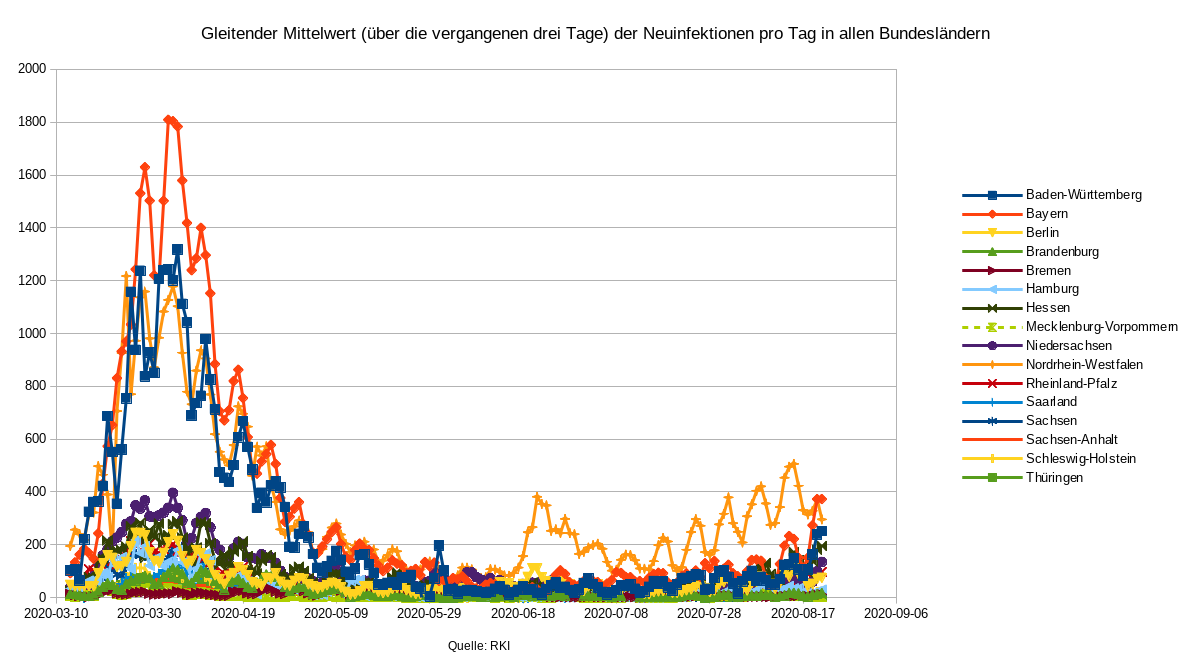 Gleitender Mittelwert (über die vergangenen drei Tage) der Neuinfektionen pro Tag in allen Bundesländern
2000
1800
1600
1400
1200
1000
800
600
400
200
0
2020-03-10 2020-03-30 2020-04-19 2020-05-09 2020-05-29 2020-06-18 2020-07-08 2020-07-28 2020-08-17 2020-09-06
Quelle: RKI
Baden-Württemberg
Bayern
Berlin
Brandenburg
Bremen
Hamburg
Hessen
Mecklenburg-Vorpommern
Niedersachsen
Nordrhein-Westfalen
Rheinland-Pfalz
Saarland
Sachsen
Sachsen-Anhalt
Schleswig-Holstein
Thüringen